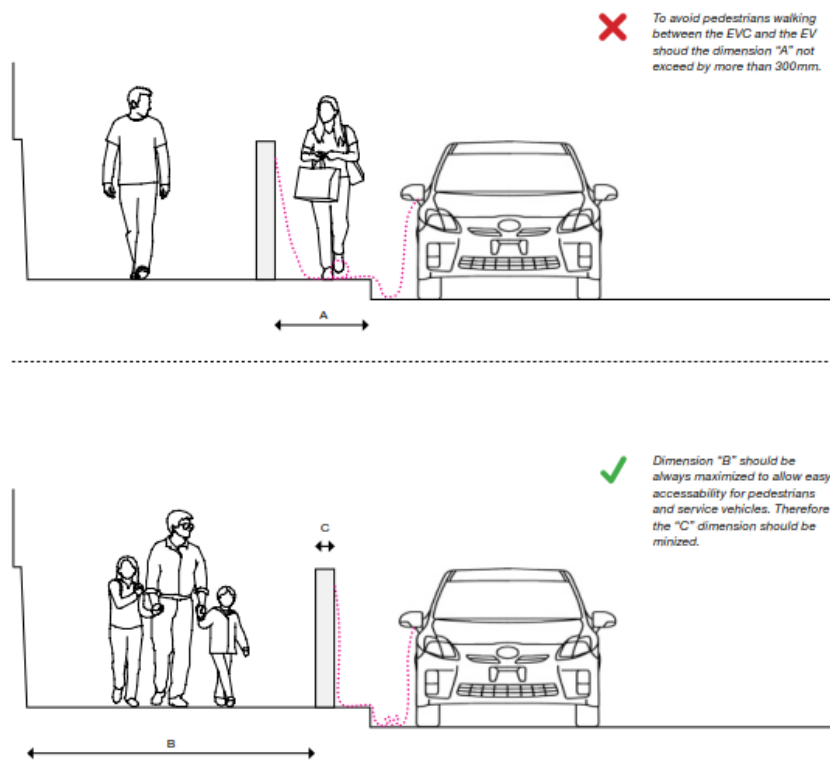 To avoid pedestrians walking
between the EVC and the EV
shoud the dimension “A” not
exceed by more than 300mm.
A
Dimension “B” should be
always maximized to allow easy
accessability for pedestrians
and service vehicles. Therefore
the “C” dimension should be
minized.
C
B